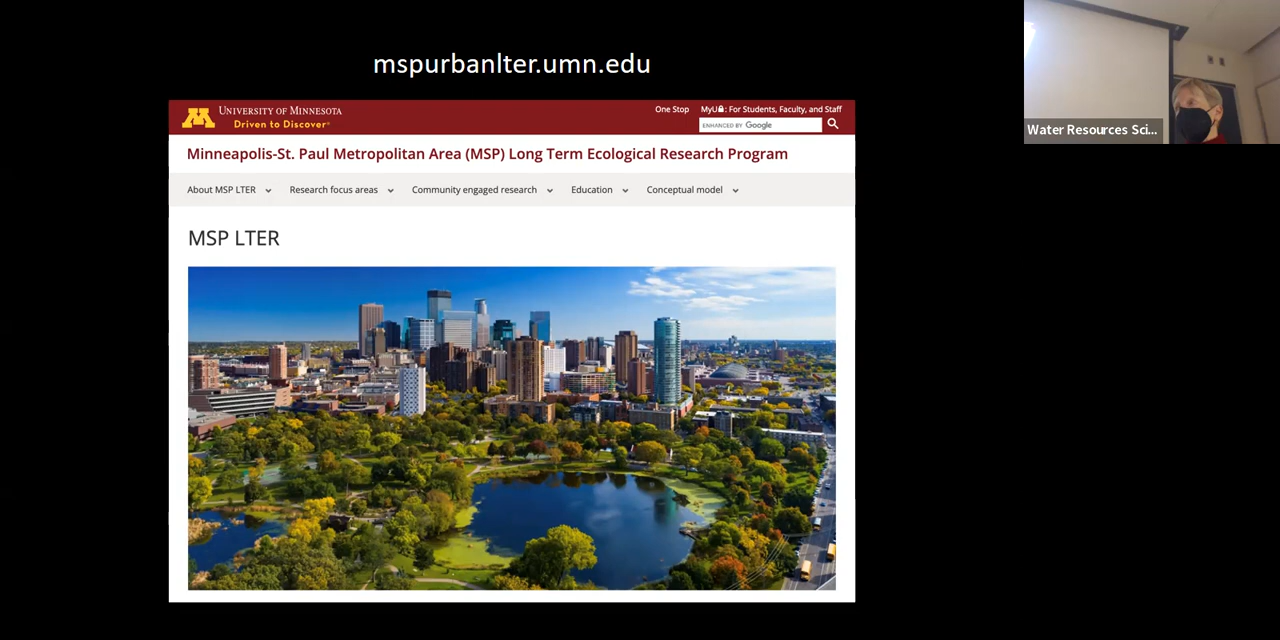 mspurbanlter.umn.edu
UNIVERSITY OF MINNESOTA
Driven to Discover®
One Stop
MyU: For Students, Faculty, and Staff
ENHANCED BY Google
Minneapolis-St. Paul Metropolitan Area (MSP) Long Term Ecological Research Program
About MSP LTER
Research focus areas
Community engaged research
Education
Conceptual model
MSP LTER
Water Resources Sci...